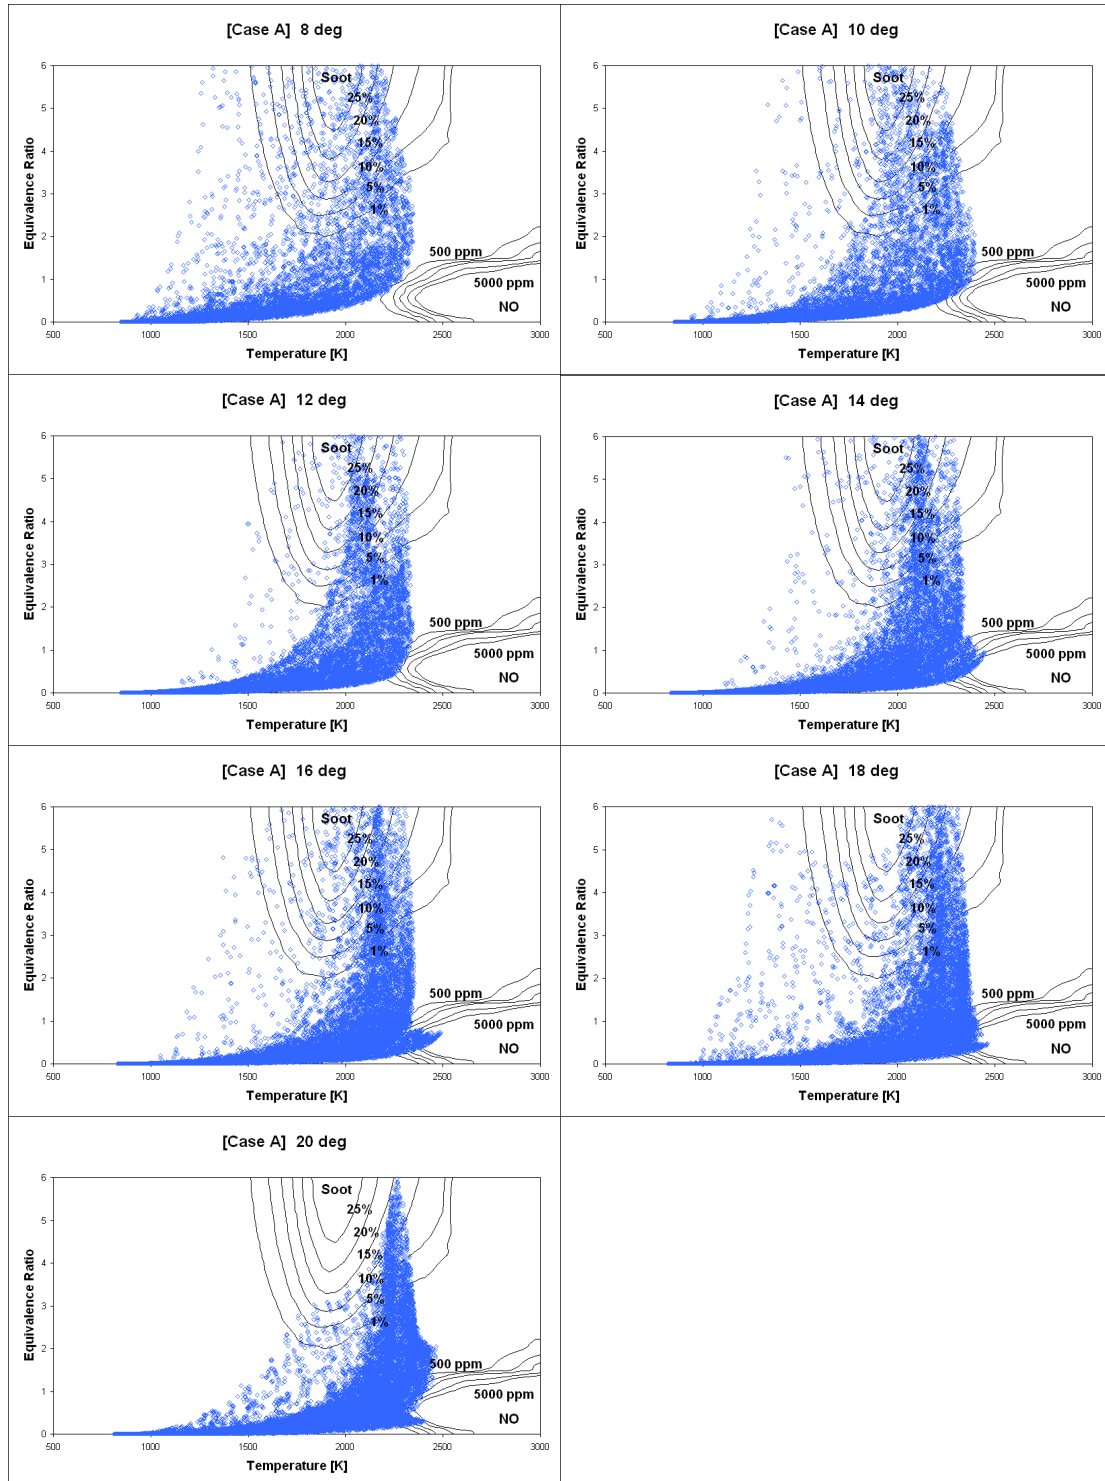 [Case A] 8 deg
Equivalence Ratio
6
5
4
3
2
1
0
Soot
25%
20%
15%
10%
5%
1%
500 ppm
5000 ppm
NO
500 1000 1500 2000 2500 3000
Temperature [K]
[Case A] 10 deg
Equivalence Ratio
6
5
4
3
2
1
0
Soot
25%
20%
15%
10%
5%
1%
500 ppm
5000 ppm
NO
500 1000 1500 2000 2500 3000
Temperature [K]
[Case A] 12 deg
Equivalence Ratio
6
5
4
3
2
1
0
Soot
25%
20%
15%
10%
5%
1%
500 ppm
5000 ppm
NO
500 1000 1500 2000 2500 3000
Temperature [K]
[Case A] 14 deg
Equivalence Ratio
6
5
4
3
2
1
0
Soot
25%
20%
15%
10%
5%
1%
500 ppm
5000 ppm
NO
500 1000 1500 2000 2500 3000
Temperature [K]
[Case A] 16 deg
Equivalence Ratio
6
5
4
3
2
1
0
Soot
25%
20%
15%
10%
5%
1%
500 ppm
5000 ppm
NO
500 1000 1500 2000 2500 3000
Temperature [K]
[Case A] 18 deg
Equivalence Ratio
6
5
4
3
2
1
0
Soot
25%
20%
15%
10%
5%
1%
500 ppm
5000 ppm
NO
500 1000 1500 2000 2500 3000
Temperature [K]
[Case A] 20 deg
Equivalence Ratio
6
5
4
3
2
1
0
Soot
25%
20%
15%
10%
5%
1%
500 ppm
5000 ppm
NO
500 1000 1500 2000 2500 3000
Temperature [K]